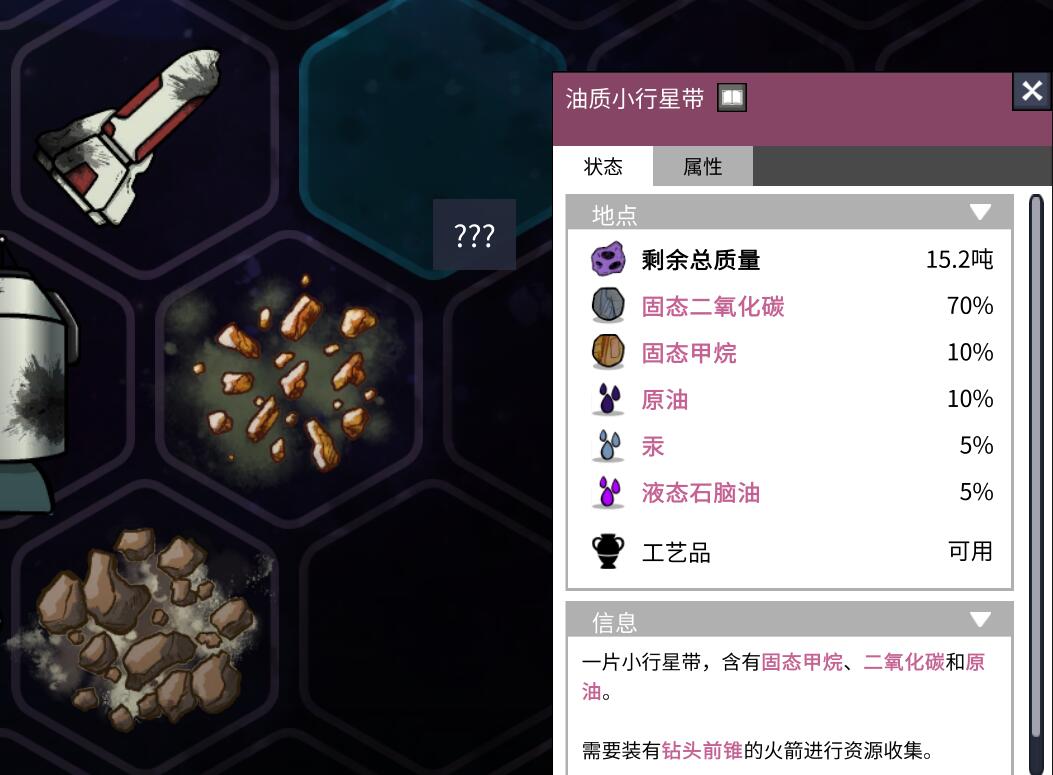 油质小行星带
状态 属性
???
地点
剩余总质量 15.2吨
固态二氧化碳 70%
固态甲烷 10%
原油 10%
汞 5%
液态石脑油 5%
工艺品 可用
信息
一片小行星带，含有固态甲烷、二氧化碳和原
油。
需要装有钻头前锥的火箭进行资源收集。